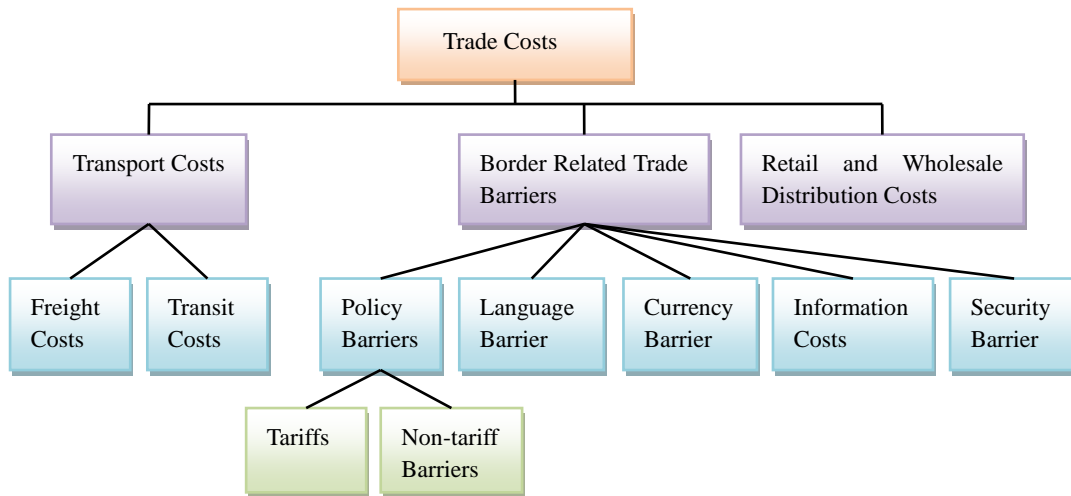 Trade Costs
Transport Costs
Border Related Trade
Barriers
Retail and Wholesale
Distribution Costs
Freight
Costs
Transit
Costs
Policy
Barriers
Language
Barrier
Currency
Barrier
Information
Costs
Security
Barrier
Tariffs
Non-tariff
Barriers